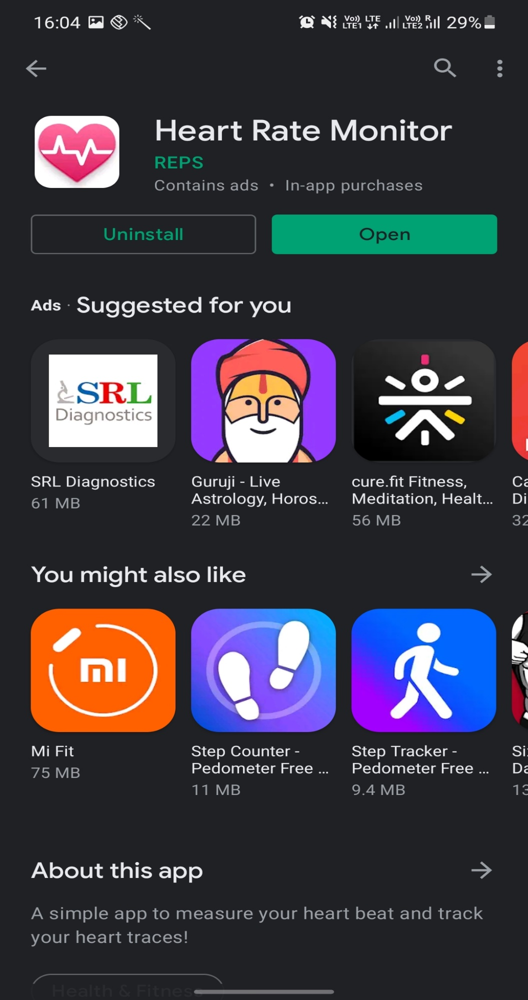 16:04
Vo)) LTE Vo)) R
LTE1 LTE2 29%
Heart Rate Monitor
REPS
Contains ads • In-app purchases
Uninstall
Open
Ads · Suggested for you
SRL
Diagnostics
SRL Diagnostics
61 MB
Guruji - Live
Astrology, Horos...
22 MB
cure.fit Fitness,
Meditation, Healt...
56 MB
Ca
Di
32
You might also like
mi
Mi Fit
75 MB
Step Counter -
Pedometer Free ...
11 MB
Step Tracker -
Pedometer Free ...
9.4 MB
Si
Da
13
About this app
A simple app to measure your heart beat and track
your heart traces!
Health & Fitness